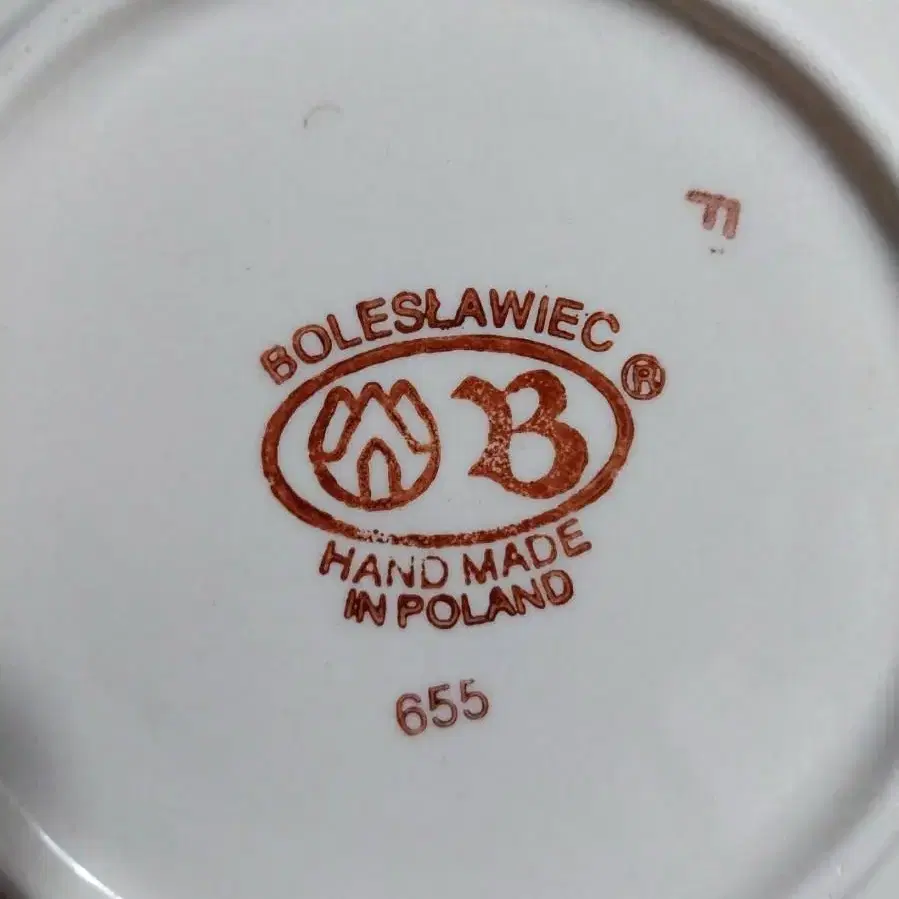 F
BOLESŁAWIEC
®
B
HAND MADE
IN POLAND
655